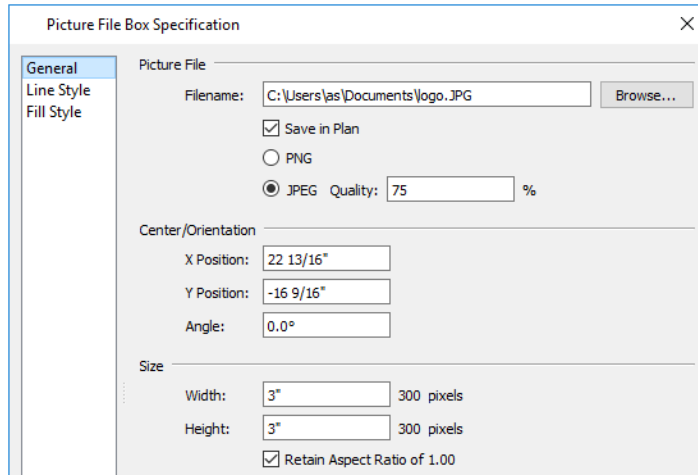 Picture File Box Specification
General
Line Style
Fill Style
Picture File
Filename: C:\Users\as\Documents\logo.JPG Browse...
Save in Plan
PNG
JPEG Quality: 75 %
Center/Orientation
X Position: 22 13/16"
Y Position: -16 9/16"
Angle: 0.0°
Size
Width: 3" 300 pixels
Height: 3" 300 pixels
Retain Aspect Ratio of 1.00